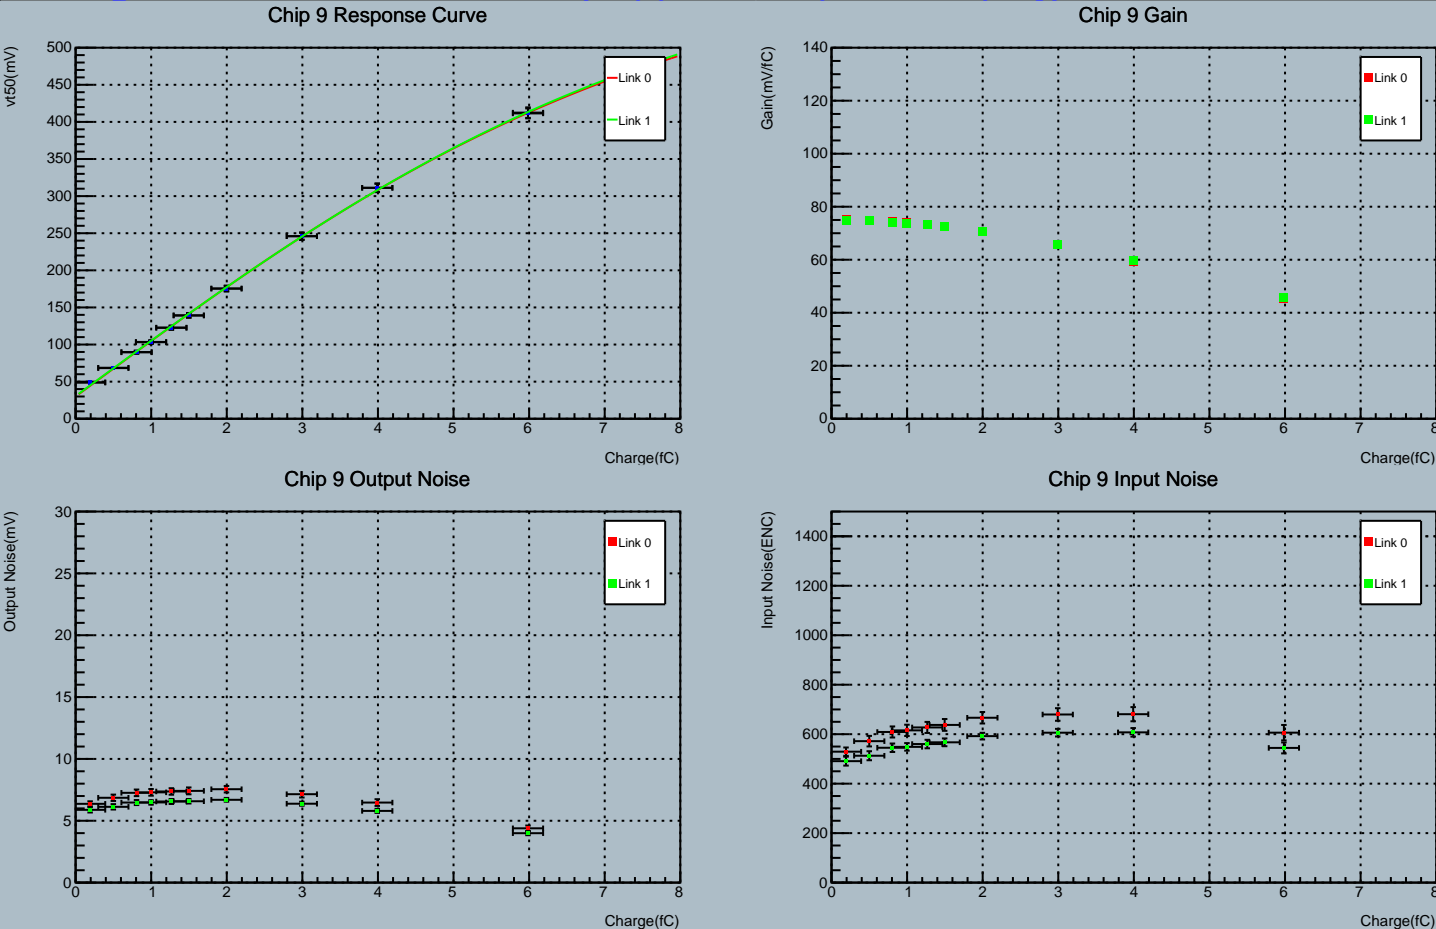 Chip 9 Response Curve
vt50(mV)
500
450
400
350
300
250
200
150
100
50
0
0 1 2 3 4 5 6 7 8
Charge(fC)
Link 0
Link 1
Chip 9 Gain
Gain(mV/fC)
140
120
100
80
60
40
20
0
0 1 2 3 4 5 6 7 8
Charge(fC)
Link 0
Link 1
Chip 9 Output Noise
Output Noise(mV)
30
25
20
15
10
5
0
0 1 2 3 4 5 6 7 8
Charge(fC)
Link 0
Link 1
Chip 9 Input Noise
Input Noise(ENC)
1400
1200
1000
800
600
400
200
0
0 1 2 3 4 5 6 7 8
Charge(fC)
Link 0
Link 1